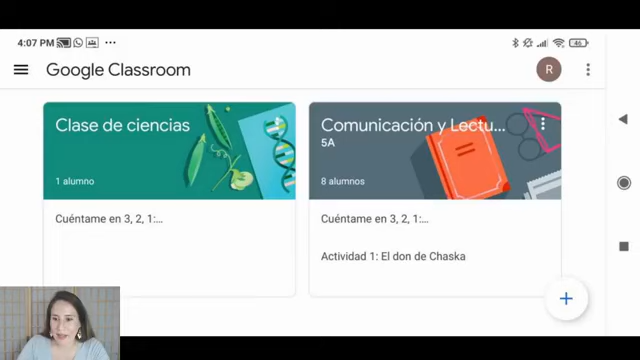 4:07 PM
46
Google Classroom
R
Clase de ciencias
1 alumno
Cuéntame en 3, 2, 1:...
Comunicación y Lectu...
5A
8 alumnos
Cuéntame en 3, 2, 1:...
Actividad 1: El don de Chaska